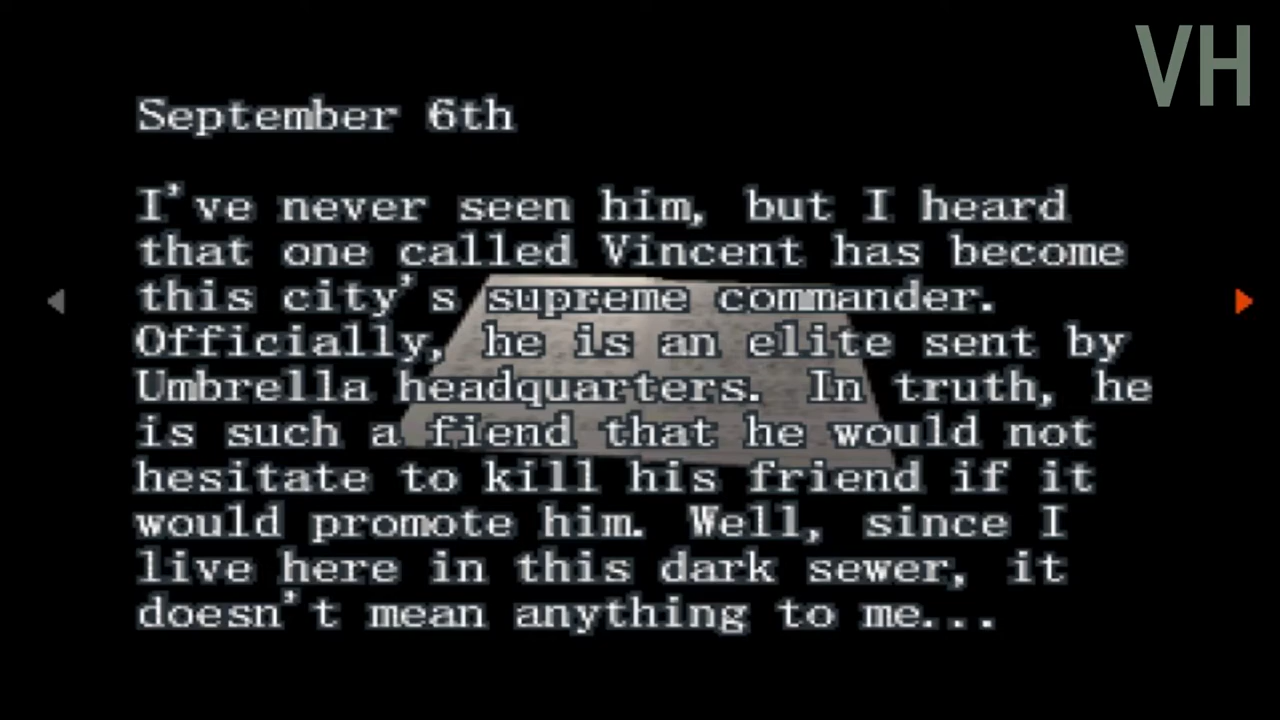 VH
September 6th
I've never seen him, but I heard
that one called Vincent has become
this city's supreme commander.
Officially, he is an elite sent by
Umbrella headquarters. In truth, he
is such a fiend that he would not
hesitate to kill his friend if it
would promote him. Well, since I
live here in this dark sewer, it
doesn't mean anything to me...